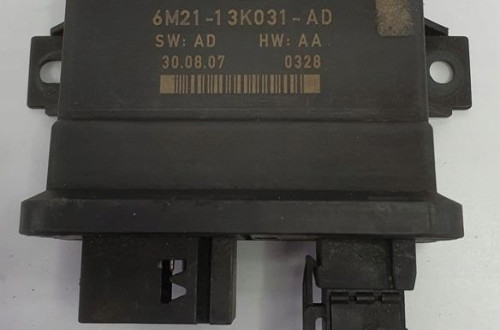 6M21-13K031-AD
SW: AD HW: AA
30.08.07 0328